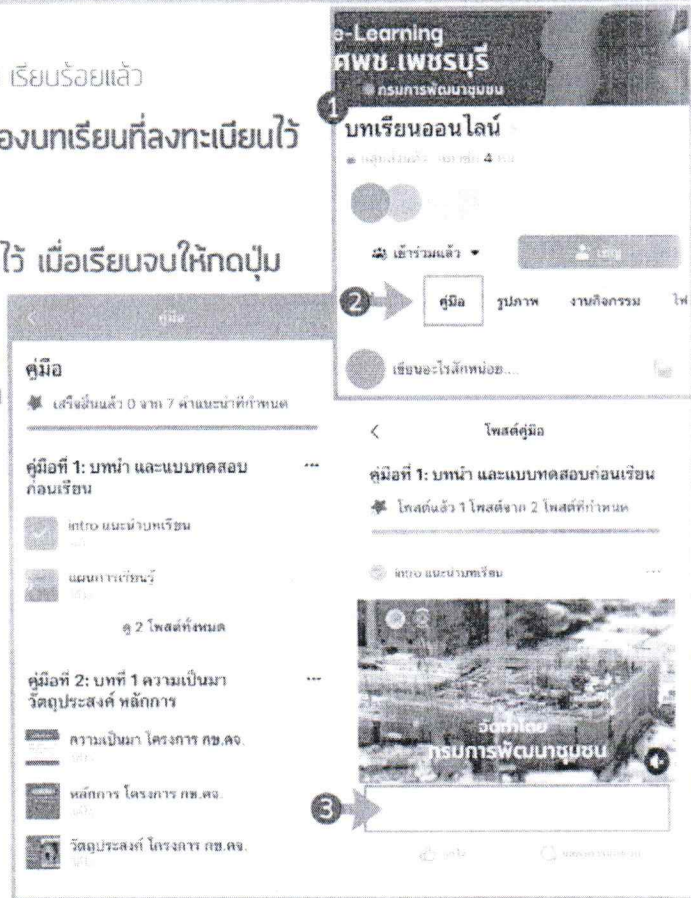 เรียบร้อยแล้ว
องบทเรียนที่ลงทะเบียนไว้
ไว้ เมื่อเรียนจบให้กดปุ่ม
e-Learning
ศพช.เพชรบุรี
กรมการพัฒนาชุมชน
1
บทเรียนออนไลน์
4
เข้าร่วมแล้ว
2
คู่มือ
รูปภาพ
งานกิจกรรม
ไฟ
เขียนอะไรสักหน่อย....
คู่มือ
คู่มือ
เสร็จสิ้นแล้ว 0 จาก 7 คำแนะนำที่กำหนด
คู่มือที่ 1: บทนำ และแบบทดสอบ
ก่อนเรียน
intro แนะนำบทเรียน
แผนการเรียนรู้
ดู 2 โพสต์ทั้งหมด
คู่มือที่ 2: บทที่ 1 ความเป็นมา
วัตถุประสงค์ หลักการ
ความเป็นมา โครงการ กข.คจ.
หลักการ โครงการ กข.คจ.
วัตถุประสงค์ โครงการ กข.คจ.
โพสต์คู่มือ
คู่มือที่ 1: บทนำ และแบบทดสอบก่อนเรียน
โพสต์แล้ว 1 โพสต์จาก 2 โพสต์ที่กำหนด
intro แนะนำบทเรียน
จัดทำโดย
กรมการพัฒนาชุมชน
3